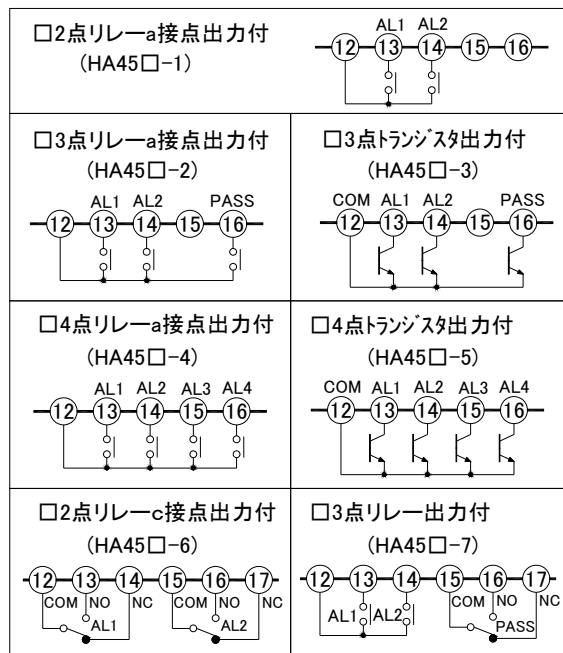 □2点リレーa接点出力付
(HA45□-1)
AL1 AL2
12 13 14 15 16
□3点リレーa接点出力付
(HA45□-2)
AL1 AL2 PASS
12 13 14 15 16
□3点トランジスタ出力付
(HA45□-3)
COM AL1 AL2 PASS
12 13 14 15 16
□4点リレーa接点出力付
(HA45□-4)
AL1 AL2 AL3 AL4
12 13 14 15 16
□4点トランジスタ出力付
(HA45□-5)
COM AL1 AL2 AL3 AL4
12 13 14 15 16
□2点リレーc接点出力付
(HA45□-6)
12 13 14 15 16 17
COM NO NC COM NO NC
AL1 AL2
□3点リレー出力付
(HA45□-7)
12 13 14 15 16 17
COM NO NC
AL1 AL2 PASS